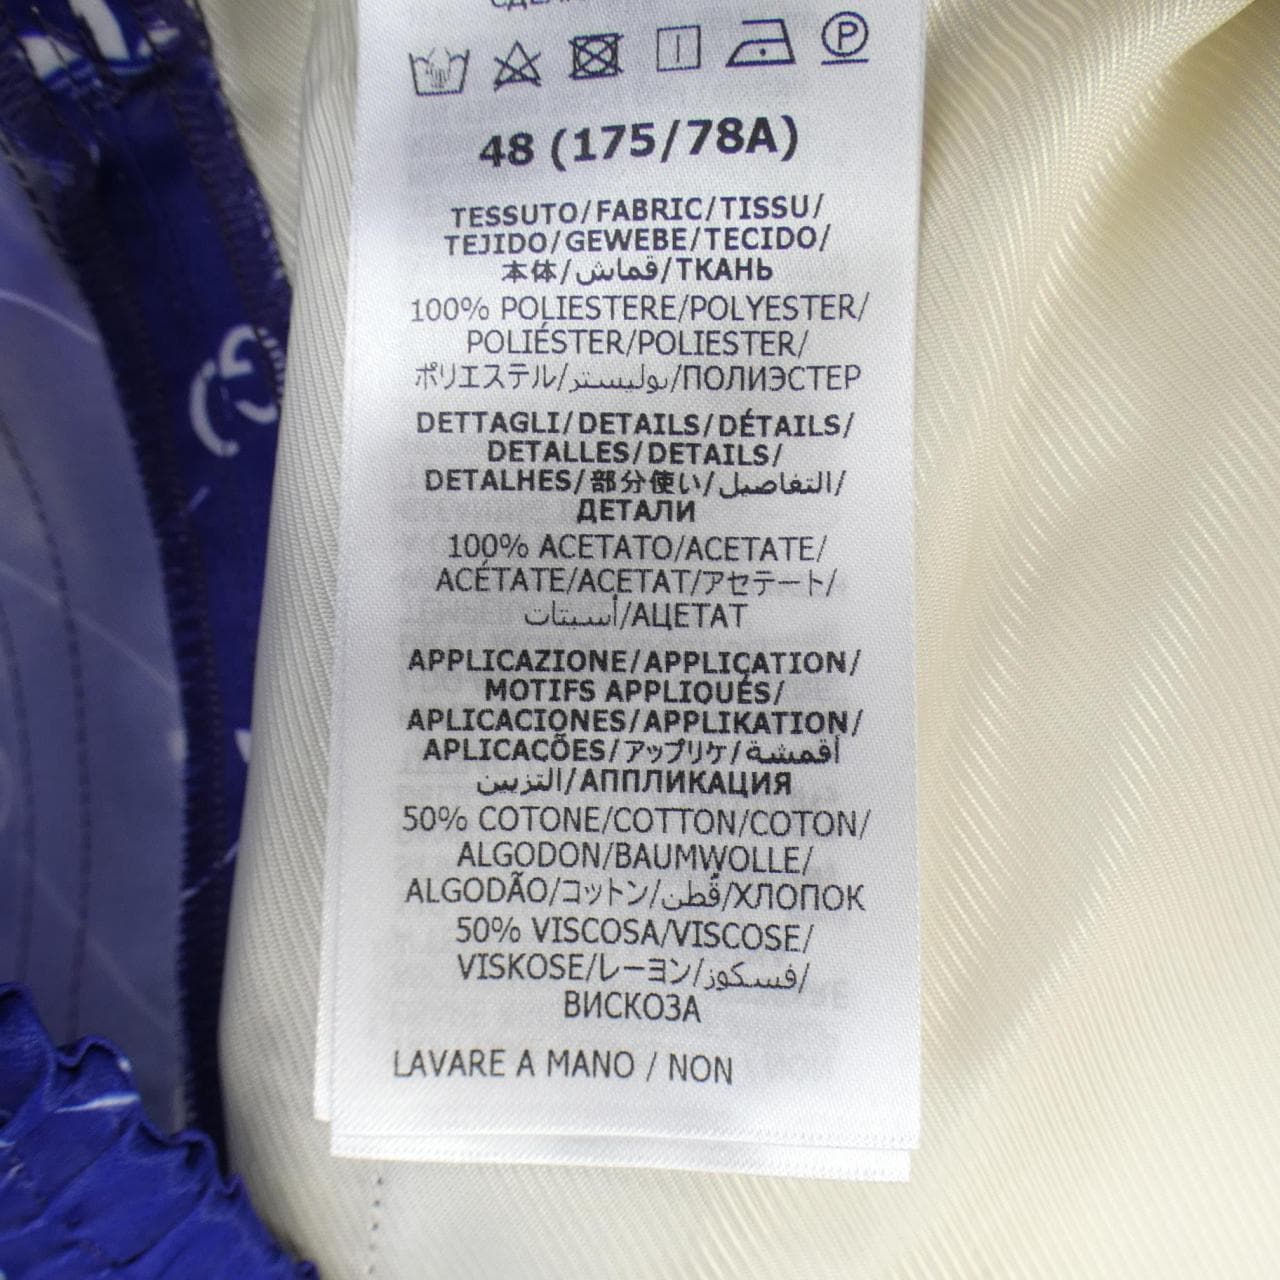 48 (175/78A)
TESSUTO/FABRIC/TISSU/
TEJIDO/GEWEBE/TECIDO/
本体/قماش/ТКАНЬ
100% POLIESTERE/POLYESTER/
POLIÉSTER/POLIESTER/
ポリエステル/بوليستر/ПОЛИЭСТЕР
DETTAGLI/DETAILS/DÉTAILS/
DETALLES/DETAILS/
DETALHES/部分使い/التفاصيل/
ДЕТАЛИ
100% ACETATO/ACETATE/
ACÉTATE/ACETAT/アセテート/
أسيتات/АЦЕТАТ
APPLICAZIONE/APPLICATION/
MOTIFS APPLIQUÉS/
APLICACIONES/APPLIKATION/
APLICAÇÕES/アップリケ/أقمشة
التزيين/АППЛИКАЦИЯ
50% COTONE/COTTON/COTON/
ALGODON/BAUMWOLLE/
ALGODÃO/コットン/قُطن/ХЛОПОК
50% VISCOSA/VISCOSE/
VISKOSE/レーヨン/فسكوز/
ВИСКОЗА
LAVARE A MANO / NON